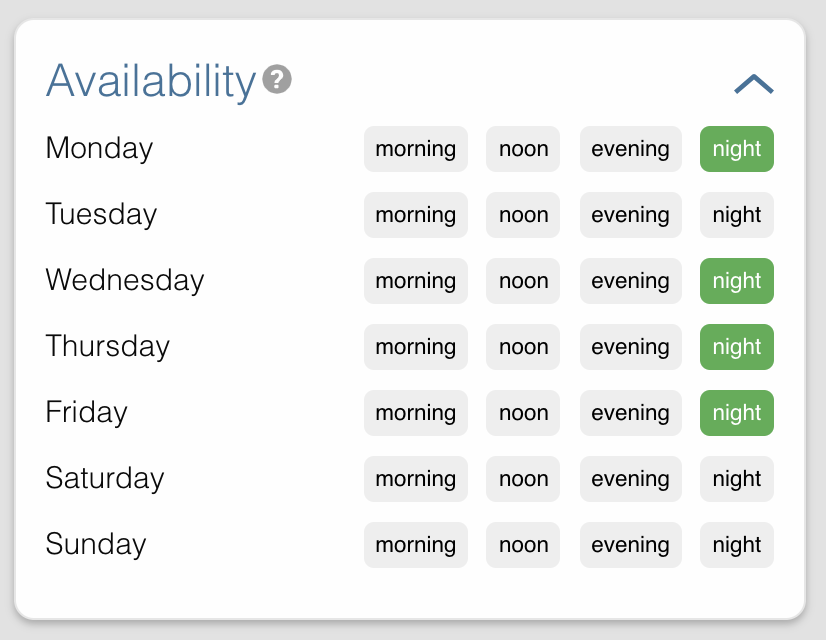 Availability ?
Monday morning noon evening night
Tuesday morning noon evening night
Wednesday morning noon evening night
Thursday morning noon evening night
Friday morning noon evening night
Saturday morning noon evening night
Sunday morning noon evening night